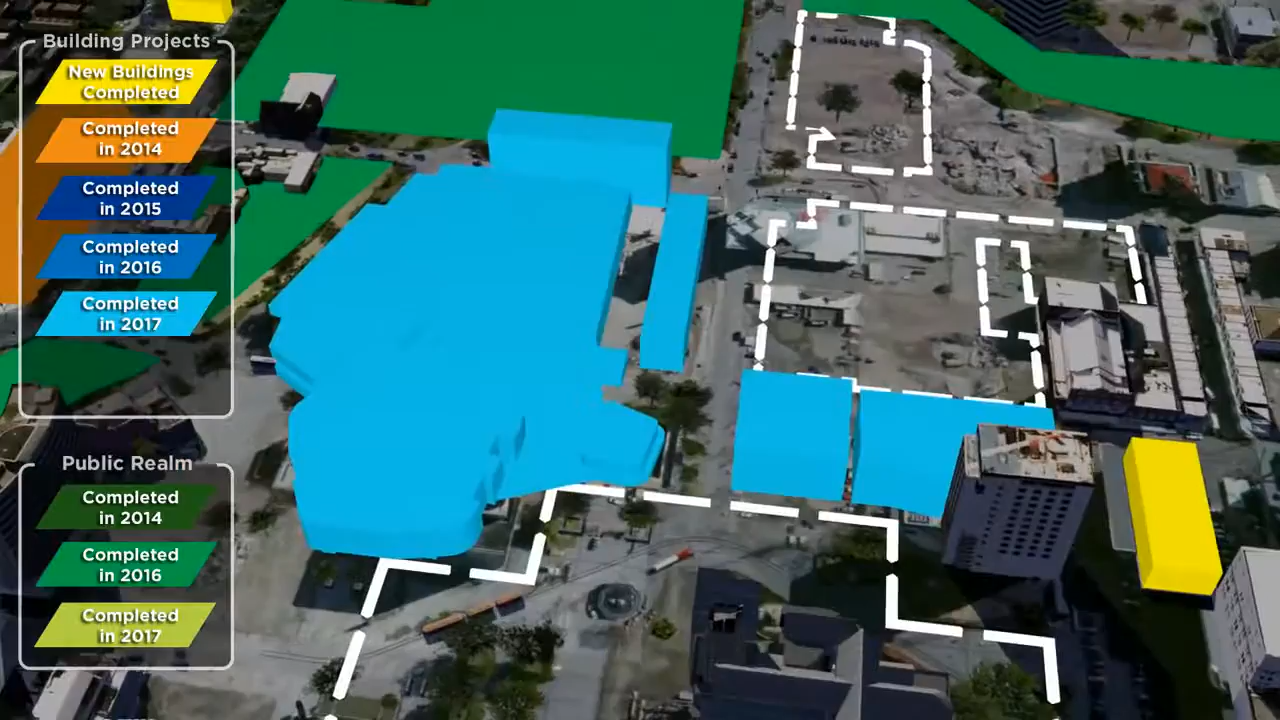 Building Projects
New Buildings
Completed
Completed
in 2014
Completed
in 2015
Completed
in 2016
Completed
in 2017
Public Realm
Completed
in 2014
Completed
in 2016
Completed
in 2017